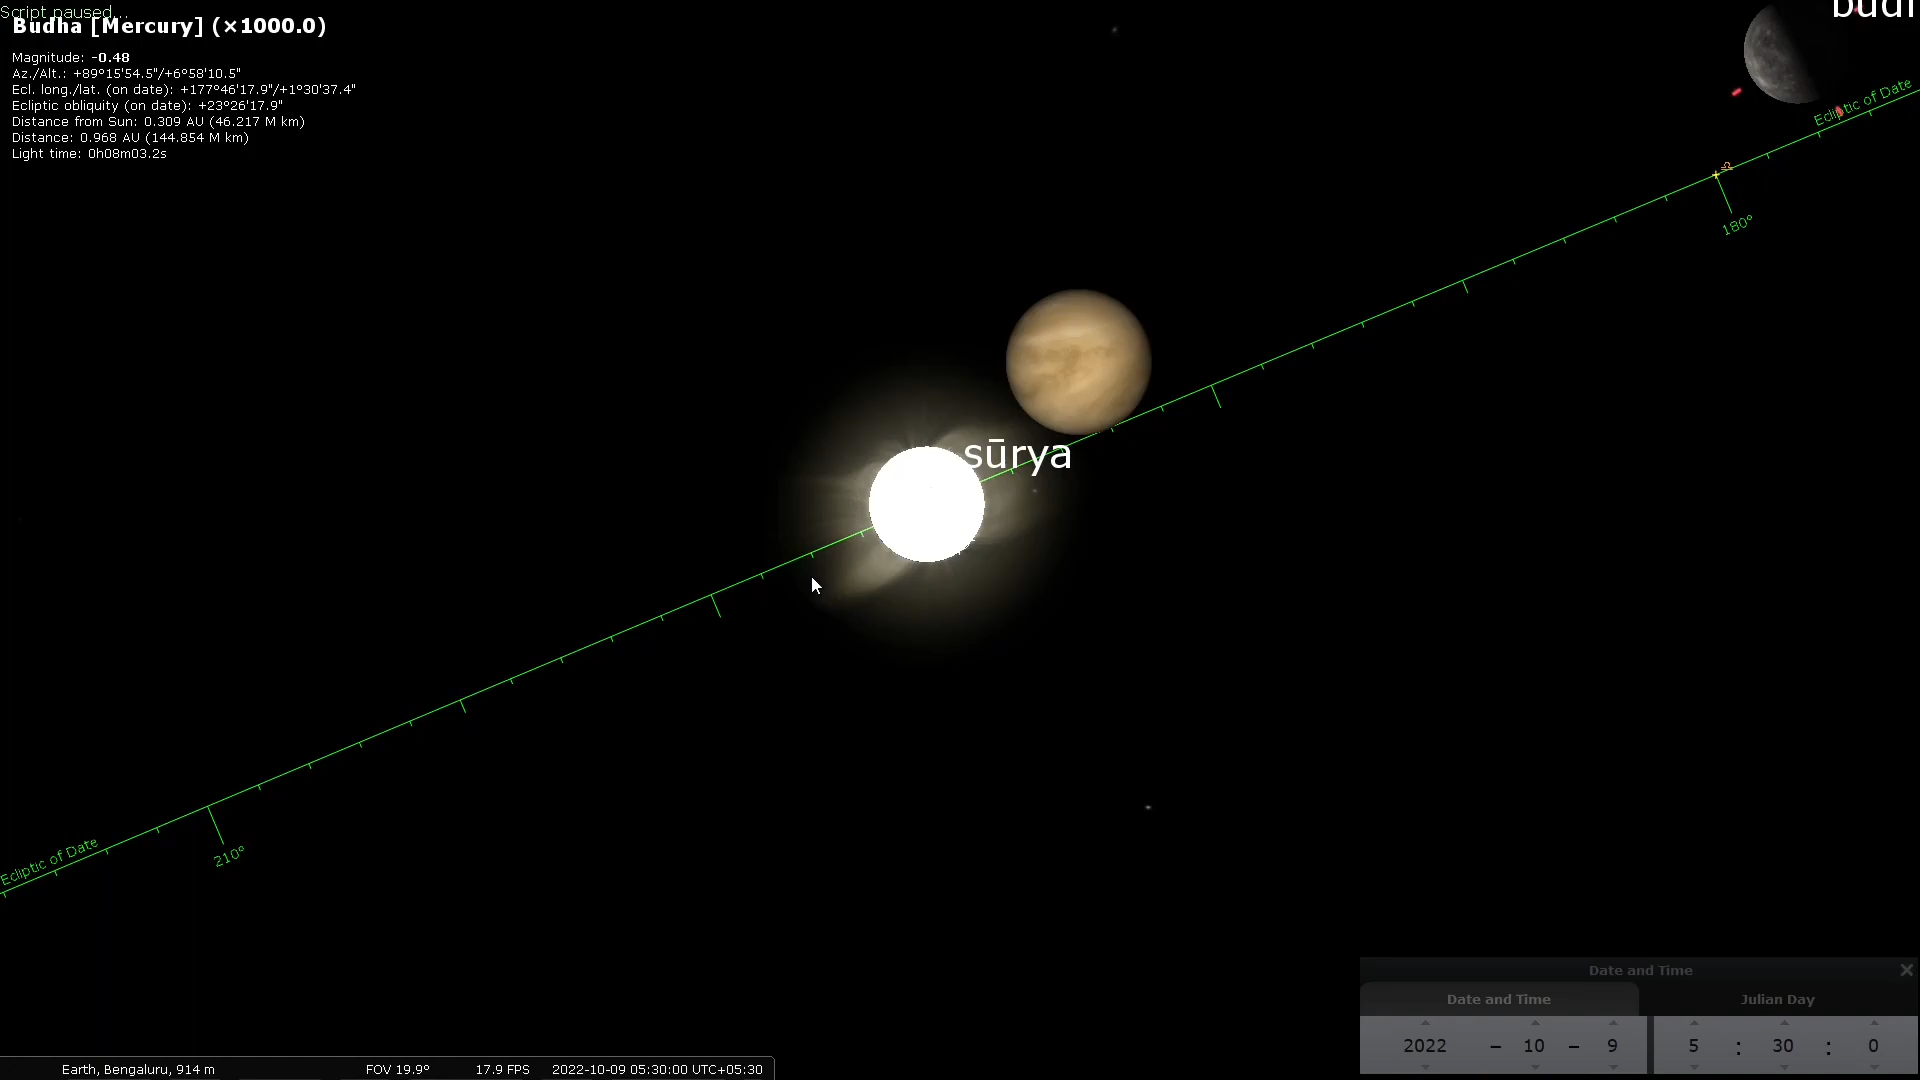 Script paused...
Budha [Mercury] (×1000.0)
Magnitude: -0.48
Az./Alt.: +89°15'54.5"/+6°58'10.5"
Ecl. long./lat. (on date): +177°46'17.9"/+1°30'37.4"
Ecliptic obliquity (on date): +23°26'17.9"
Distance from Sun: 0.309 AU (46.217 M km)
Distance: 0.968 AU (144.854 M km)
Light time: 0h08m03.2s
Ecliptic of Date
♎
180°
sūrya
Ecliptic of Date
210°
Date and Time
Date and Time Julian Day
2022 - 10 - 9 5 : 30 : 0
Earth, Bengaluru, 914 m FOV 19.9° 17.9 FPS 2022-10-09 05:30:00 UTC+05:30